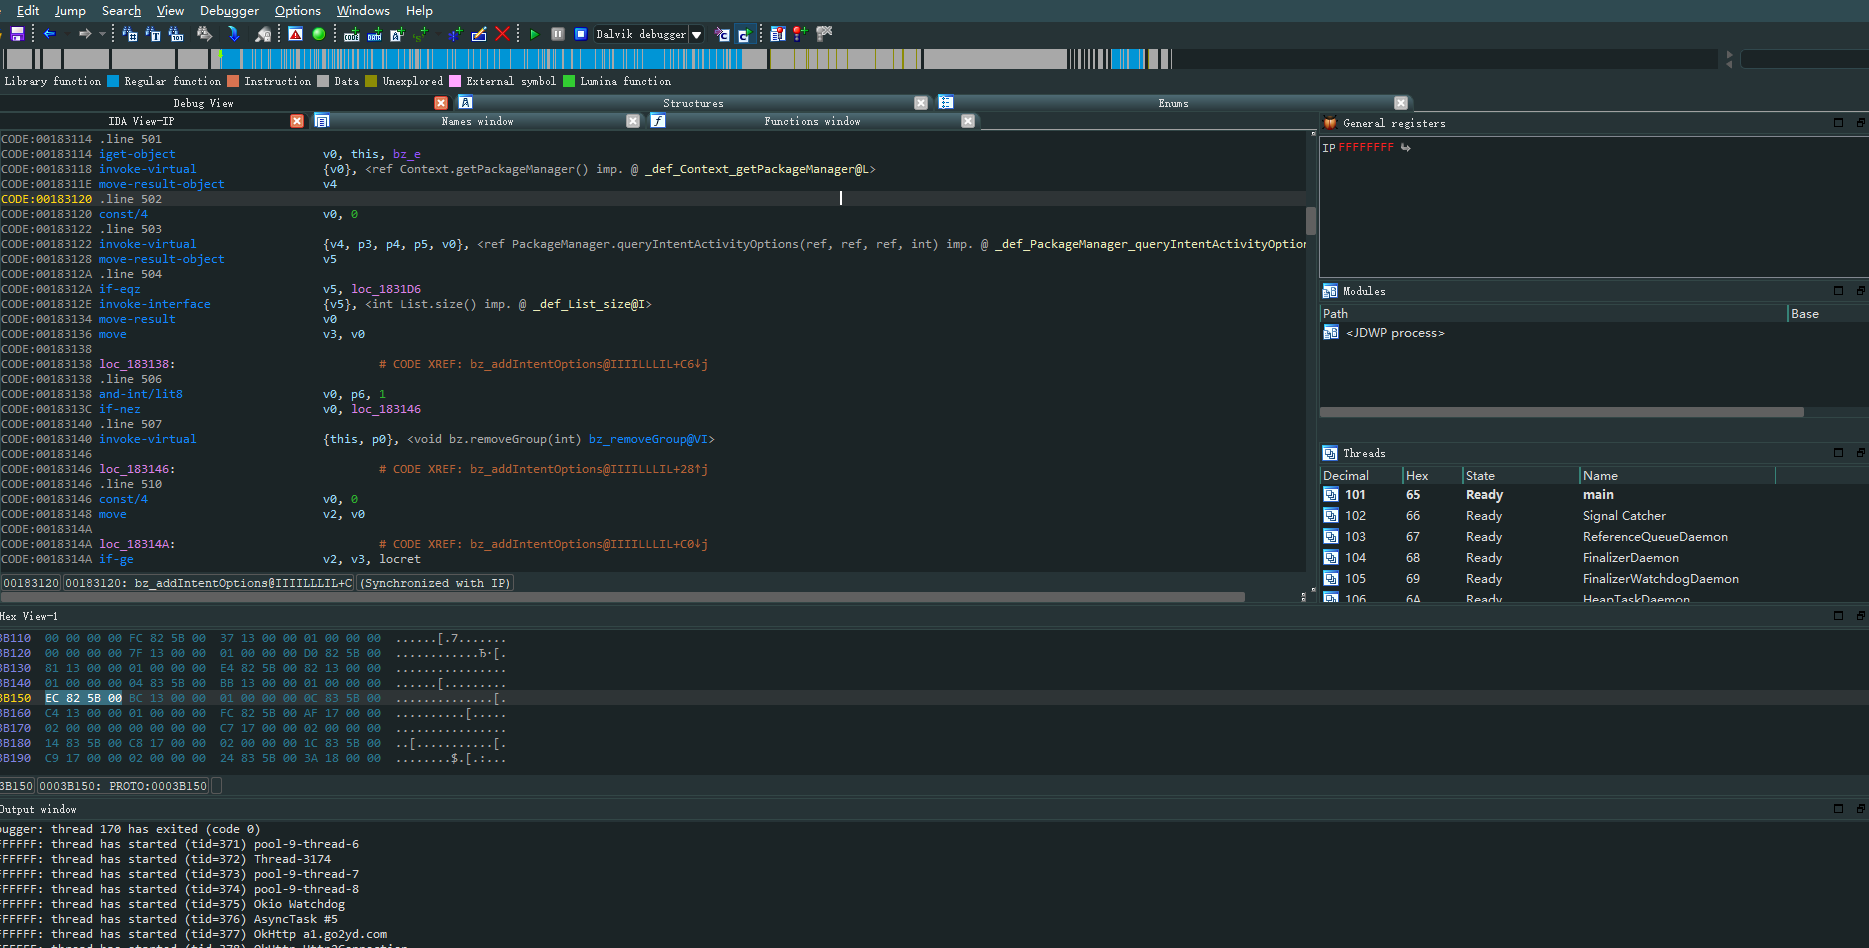 Edit Jump Search View Debugger Options Windows Help
Dalvik debugger
Library function Regular function Instruction Data Unexplored External symbol Lumina function
Debug View Structures Enums
IDA View-IP Names window Functions window
CODE:00183114 .line 501
CODE:00183114 iget-object v0, this, bz_e
CODE:00183118 invoke-virtual {v0}, <ref Context.getPackageManager() imp. @ _def_Context_getPackageManager@L>
CODE:0018311E move-result-object v4
CODE:00183120 .line 502
CODE:00183120 const/4 v0, 0
CODE:00183122 .line 503
CODE:00183122 invoke-virtual {v4, p3, p4, p5, v0}, <ref PackageManager.queryIntentActivityOptions(ref, ref, ref, int) imp. @ _def_PackageManager_queryIntentActivityOption
CODE:00183128 move-result-object v5
CODE:0018312A .line 504
CODE:0018312A if-eqz v5, loc_1831D6
CODE:0018312E invoke-interface {v5}, <int List.size() imp. @ _def_List_size@I>
CODE:00183134 move-result v0
CODE:00183136 move v3, v0
CODE:00183138
CODE:00183138 loc_183138: # CODE XREF: bz_addIntentOptions@IIIILLLIL+C6↓j
CODE:00183138 .line 506
CODE:00183138 and-int/lit8 v0, p6, 1
CODE:0018313C if-nez v0, loc_183146
CODE:00183140 .line 507
CODE:00183140 invoke-virtual {this, p0}, <void bz.removeGroup(int) bz_removeGroup@VI>
CODE:00183146
CODE:00183146 loc_183146: # CODE XREF: bz_addIntentOptions@IIIILLLIL+28↑j
CODE:00183146 .line 510
CODE:00183146 const/4 v0, 0
CODE:00183148 move v2, v0
CODE:0018314A
CODE:0018314A loc_18314A: # CODE XREF: bz_addIntentOptions@IIIILLLIL+C0↓j
CODE:0018314A if-ge v2, v3, locret
00183120 00183120: bz_addIntentOptions@IIIILLLIL+C (Synchronized with IP)
General registers
IP FFFFFFFF
Modules
Path Base
<JDWP process>
Threads
Decimal Hex State Name
101 65 Ready main
102 66 Ready Signal Catcher
103 67 Ready ReferenceQueueDaemon
104 68 Ready FinalizerDaemon
105 69 Ready FinalizerWatchdogDaemon
106 6A Ready HeapTaskDaemon
Hex View-1
3B110 00 00 00 00 FC 82 5B 00 37 13 00 00 01 00 00 00 ......[.7.......
3B120 00 00 00 00 7F 13 00 00 01 00 00 00 D0 82 5B 00 ............Ђ·[.
3B130 81 13 00 00 01 00 00 00 E4 82 5B 00 82 13 00 00 ................
3B140 01 00 00 00 04 83 5B 00 BB 13 00 00 01 00 00 00 ......[.........
3B150 EC 82 5B 00 BC 13 00 00 01 00 00 00 0C 83 5B 00 ..............[.
3B160 C4 13 00 00 01 00 00 00 FC 82 5B 00 AF 17 00 00 ..........[.....
3B170 02 00 00 00 00 00 00 00 C7 17 00 00 02 00 00 00 ................
3B180 14 83 5B 00 C8 17 00 00 02 00 00 00 1C 83 5B 00 ..[...........[.
3B190 C9 17 00 00 02 00 00 00 24 83 5B 00 3A 18 00 00 ........$.[.:...
3B150 0003B150: PROTO:0003B150
Output window
ugger: thread 170 has exited (code 0)
FFFFFF: thread has started (tid=371) pool-9-thread-6
FFFFFF: thread has started (tid=372) Thread-3174
FFFFFF: thread has started (tid=373) pool-9-thread-7
FFFFFF: thread has started (tid=374) pool-9-thread-8
FFFFFF: thread has started (tid=375) Okio Watchdog
FFFFFF: thread has started (tid=376) AsyncTask #5
FFFFFF: thread has started (tid=377) OkHttp a1.go2yd.com
FFFFFF: thread has started (tid=378) OkHttp Http2Connection